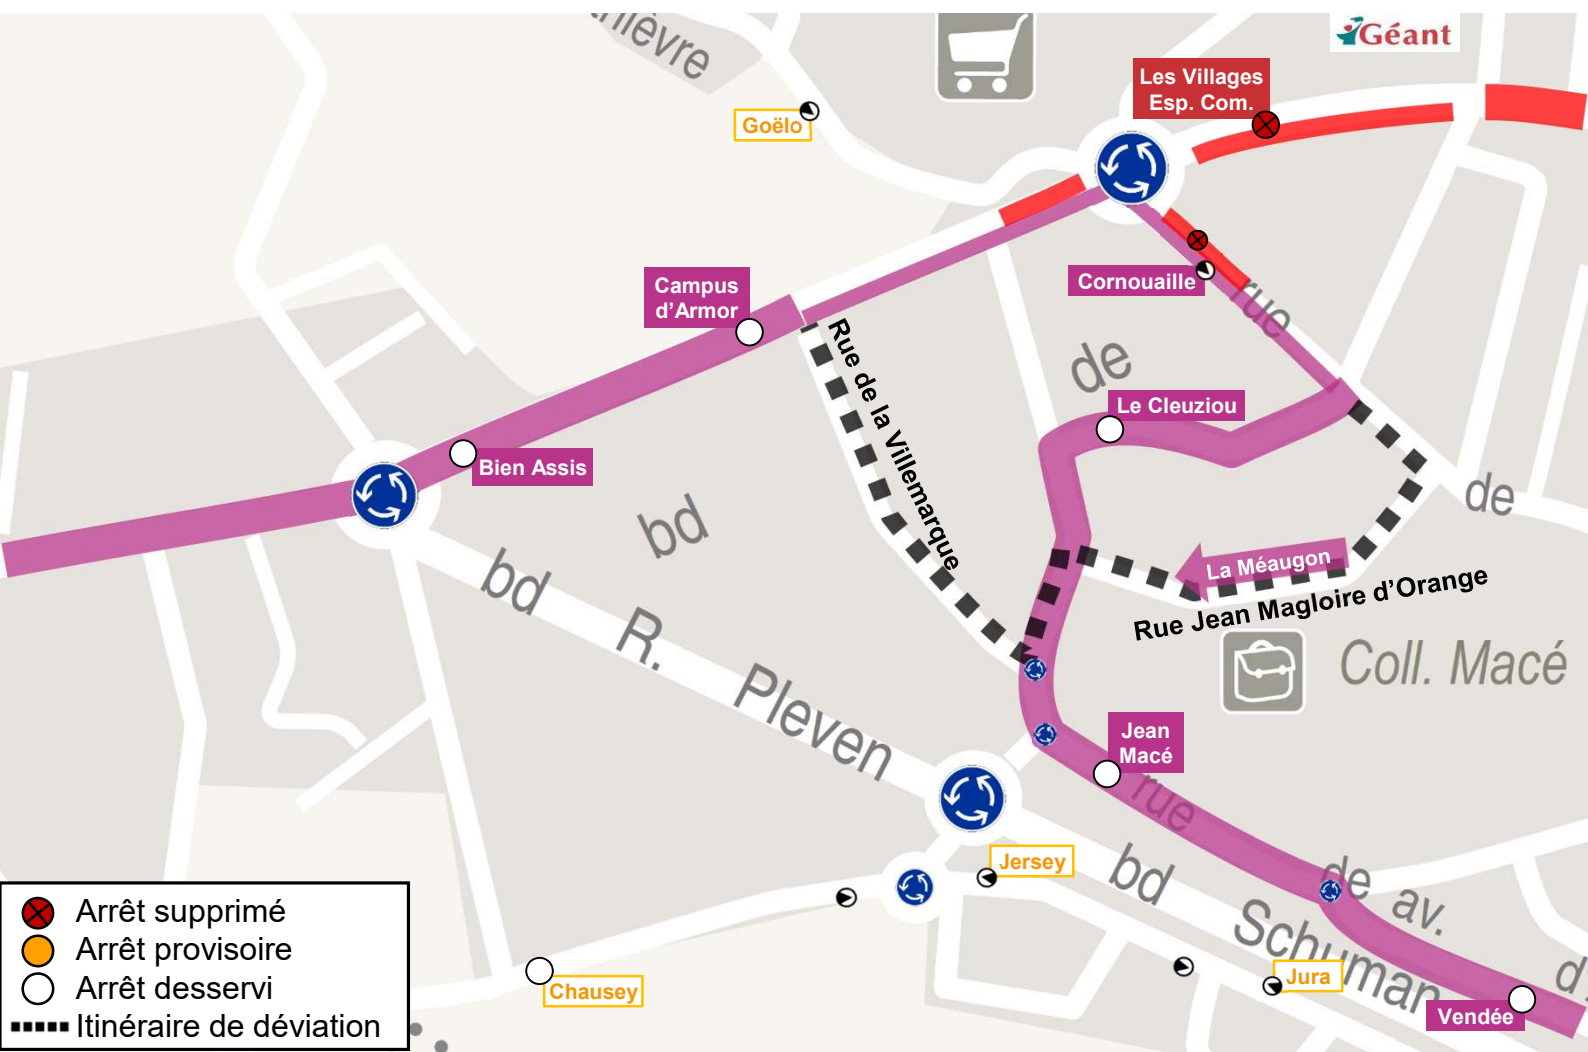 hièvre
Géant
Les Villages
Esp. Com.
Goëlo
Campus
d’Armor
Cornouaille
rue
de
Rue de la Villemarque
Le Cleuziou
Bien Assis
bd
de
bd
R.
Pleven
La Méaugon
Rue Jean Magloire d’Orange
Coll. Macé
Jean
Macé
rue
de
av.
Jersey
bd
Schuman
Chausey
Jura
Vendée
Arrêt supprimé
Arrêt provisoire
Arrêt desservi
Itinéraire de déviation